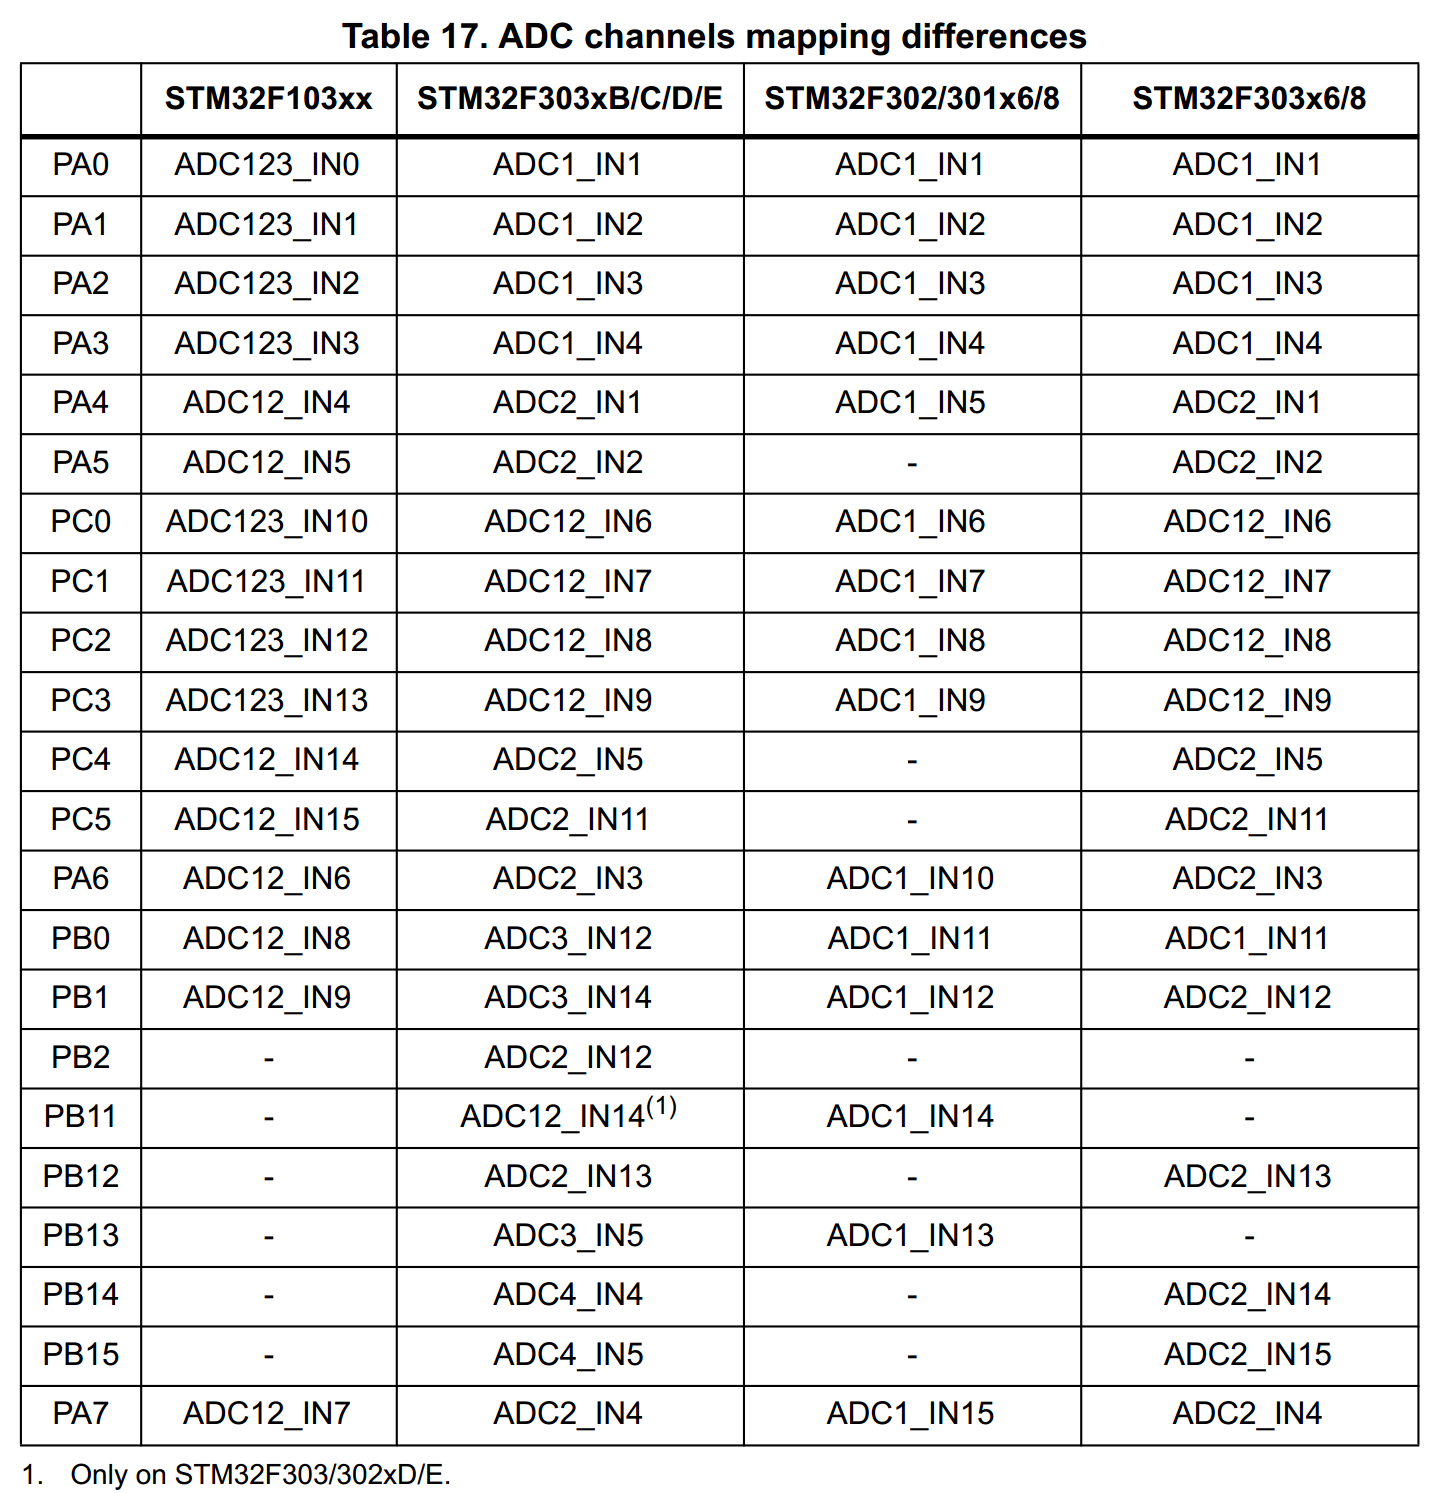 Table 17. ADC channels mapping differences
STM32F103xx STM32F303xB/C/D/E STM32F302/301x6/8 STM32F303x6/8
PA0 ADC123_IN0 ADC1_IN1 ADC1_IN1 ADC1_IN1
PA1 ADC123_IN1 ADC1_IN2 ADC1_IN2 ADC1_IN2
PA2 ADC123_IN2 ADC1_IN3 ADC1_IN3 ADC1_IN3
PA3 ADC123_IN3 ADC1_IN4 ADC1_IN4 ADC1_IN4
PA4 ADC12_IN4 ADC2_IN1 ADC1_IN5 ADC2_IN1
PA5 ADC12_IN5 ADC2_IN2 - ADC2_IN2
PC0 ADC123_IN10 ADC12_IN6 ADC1_IN6 ADC12_IN6
PC1 ADC123_IN11 ADC12_IN7 ADC1_IN7 ADC12_IN7
PC2 ADC123_IN12 ADC12_IN8 ADC1_IN8 ADC12_IN8
PC3 ADC123_IN13 ADC12_IN9 ADC1_IN9 ADC12_IN9
PC4 ADC12_IN14 ADC2_IN5 - ADC2_IN5
PC5 ADC12_IN15 ADC2_IN11 - ADC2_IN11
PA6 ADC12_IN6 ADC2_IN3 ADC1_IN10 ADC2_IN3
PB0 ADC12_IN8 ADC3_IN12 ADC1_IN11 ADC1_IN11
PB1 ADC12_IN9 ADC3_IN14 ADC1_IN12 ADC2_IN12
PB2 - ADC2_IN12 - -
PB11 - ADC12_IN14(1) ADC1_IN14 -
PB12 - ADC2_IN13 - ADC2_IN13
PB13 - ADC3_IN5 ADC1_IN13 -
PB14 - ADC4_IN4 - ADC2_IN14
PB15 - ADC4_IN5 - ADC2_IN15
PA7 ADC12_IN7 ADC2_IN4 ADC1_IN15 ADC2_IN4
1. Only on STM32F303/302xD/E.